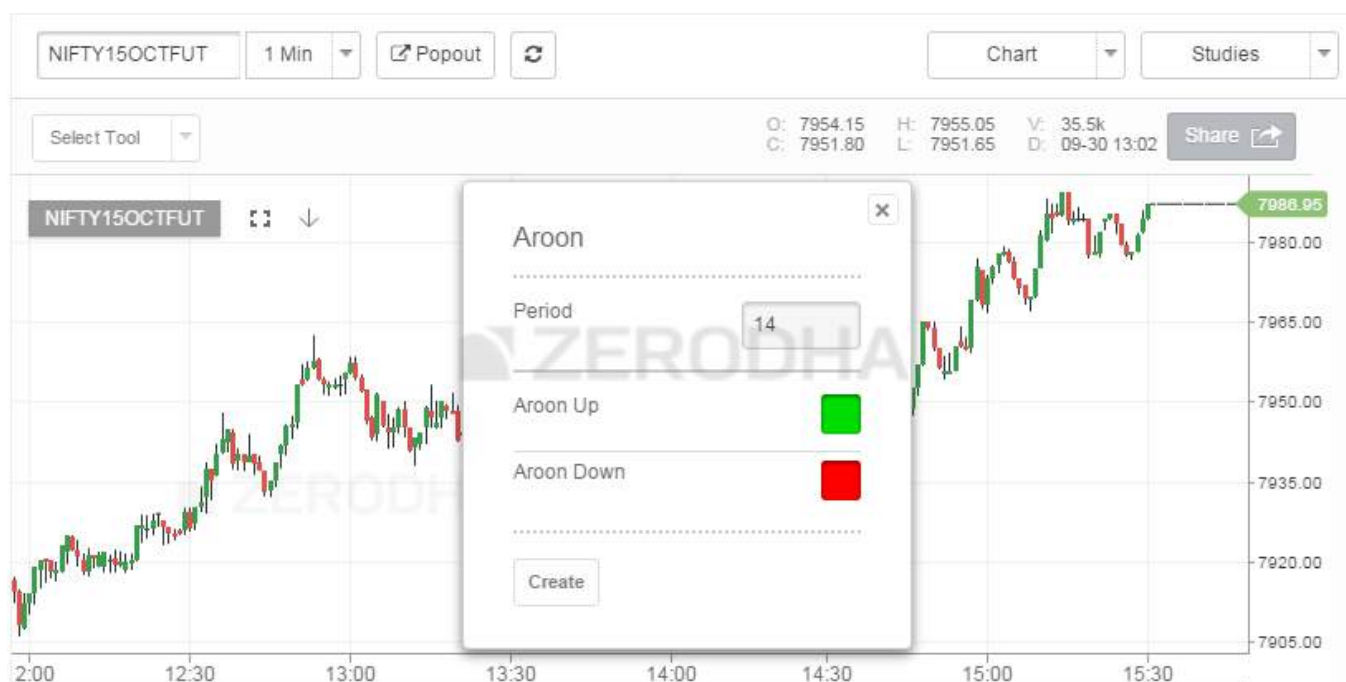 NIFTY15OCTFUT 1 Min Popout Chart Studies
Select Tool O: 7954.15 H: 7955.05 V: 35.5k Share
C: 7951.80 L: 7951.65 D: 09-30 13:02
NIFTY15OCTFUT
7986.95
Aroon
7980.00
Period 14
7965.00
ZERODHA
Aroon Up
7950.00
Aroon Down
7935.00
ZERODH
Create
7920.00
7905.00
2:00 12:30 13:00 13:30 14:00 14:30 15:00 15:30